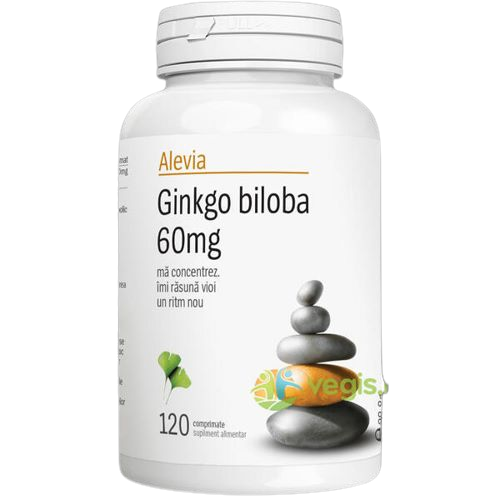 Alevia
Ginkgo biloba
60mg
mă concentrez.
îmi răsună vioi
un ritm nou
120 comprimate
supliment alimentar
vegis.